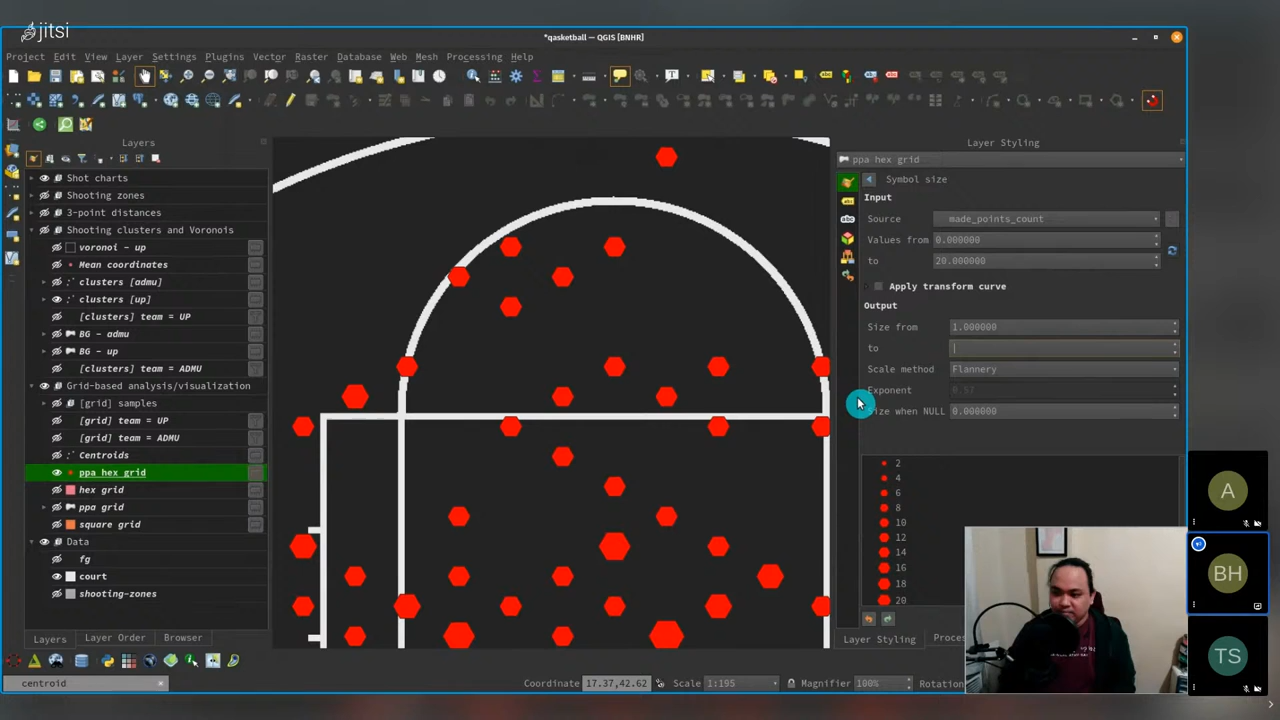 jitsi
*qasketball — QGIS [BNHR]
Project Edit View Layer Settings Plugins Vector Raster Database Web Mesh Processing Help
Layers
Shot charts
Shooting zones
3-point distances
Shooting clusters and Voronois
voronoi - up
Mean coordinates
clusters [admu]
clusters [up]
[clusters] team = UP
BG - admu
BG - up
[clusters] team = ADMU
Grid-based analysis/visualization
[grid] samples
[grid] team = UP
[grid] team = ADMU
Centroids
ppa hex grid
hex grid
ppa grid
square grid
Data
fg
court
shooting-zones
Layers Layer Order Browser
centroid
Layer Styling
ppa hex grid
Symbol size
Input
Source made_points_count
Values from 0.000000
to 20.000000
Apply transform curve
Output
Size from 1.000000
to
Scale method Flannery
Exponent 0.57
Size when NULL 0.000000
2
4
6
8
10
12
14
16
18
20
Layer Styling Proce
Coordinate 17.37,42.62 Scale 1:195 Magnifier 100% Rotation
A
BH
TS